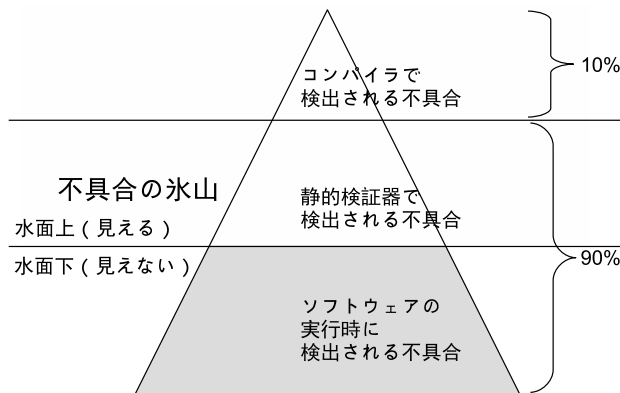 コンパイラで
検出される不具合
10%
不具合の氷山
静的検証器で
検出される不具合
水面上（見える）
水面下（見えない）
90%
ソフトウェアの
実行時に
検出される不具合